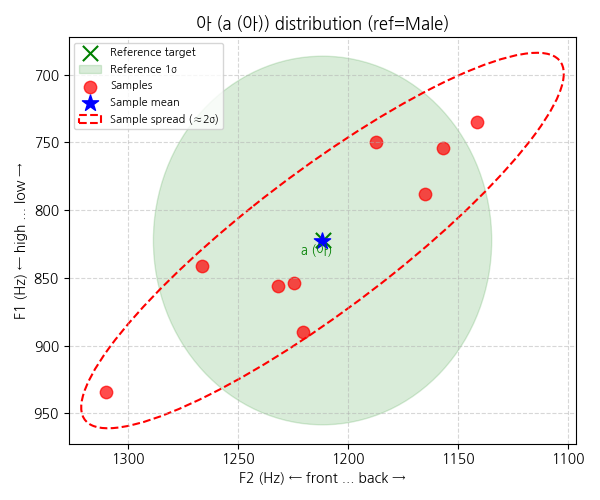 아 (a (아)) distribution (ref=Male)
Reference target
Reference 1σ
Samples
Sample mean
Sample spread (≈2σ)
F1 (Hz) ← high ... low →
700
750
800
850
900
950
a (아)
1300
1250
1200
1150
1100
F2 (Hz) ← front ... back →